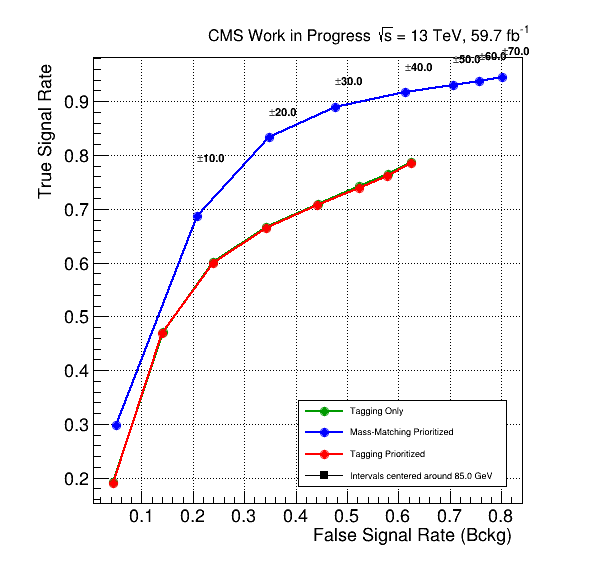 CMS Work in Progress √s = 13 TeV, 59.7 fb⁻¹
True Signal Rate
±10.0
±20.0
±30.0
±40.0
±50.0
±60.0
±70.0
0.9
0.8
0.7
0.6
0.5
0.4
0.3
0.2
Tagging Only
Mass-Matching Prioritized
Tagging Prioritized
Intervals centered around 85.0 GeV
0.1 0.2 0.3 0.4 0.5 0.6 0.7 0.8
False Signal Rate (Bckg)